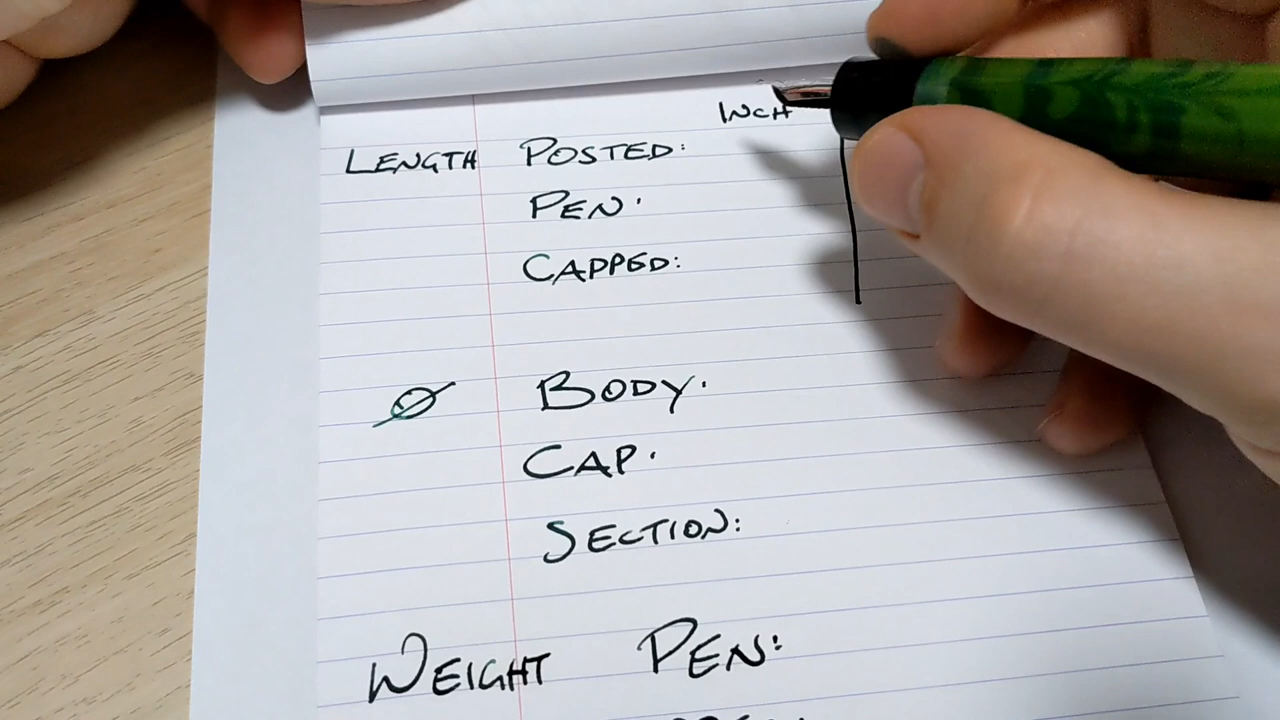 INCH
LENGTH POSTED:
PEN:
CAPPED:
Ø BODY.
CAP.
SECTION:
WEIGHT PEN: